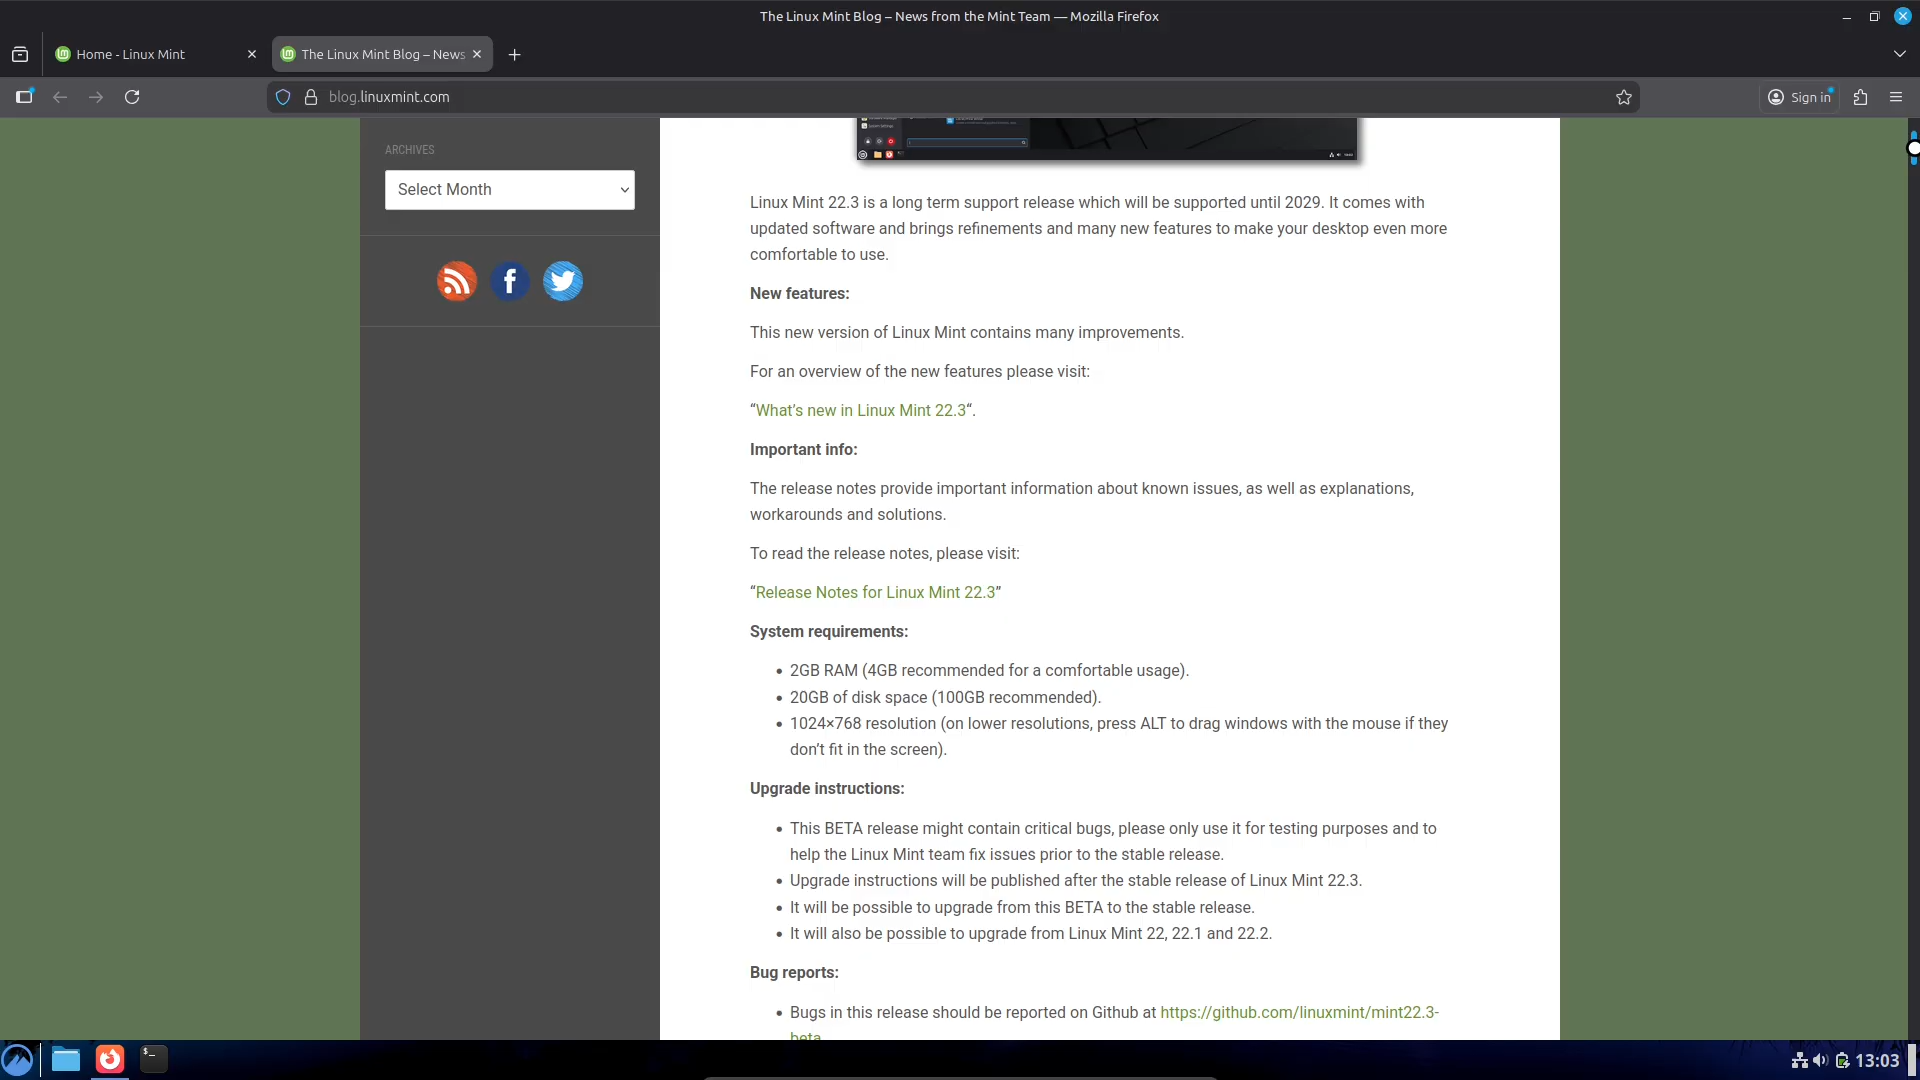 The Linux Mint Blog – News from the Mint Team — Mozilla Firefox
Home - Linux Mint
The Linux Mint Blog – News
blog.linuxmint.com
Sign in
ARCHIVES
Select Month
Linux Mint 22.3 is a long term support release which will be supported until 2029. It comes with
updated software and brings refinements and many new features to make your desktop even more
comfortable to use.
New features:
This new version of Linux Mint contains many improvements.
For an overview of the new features please visit:
“What’s new in Linux Mint 22.3“.
Important info:
The release notes provide important information about known issues, as well as explanations,
workarounds and solutions.
To read the release notes, please visit:
“Release Notes for Linux Mint 22.3”
System requirements:
• 2GB RAM (4GB recommended for a comfortable usage).
• 20GB of disk space (100GB recommended).
• 1024×768 resolution (on lower resolutions, press ALT to drag windows with the mouse if they
don’t fit in the screen).
Upgrade instructions:
• This BETA release might contain critical bugs, please only use it for testing purposes and to
help the Linux Mint team fix issues prior to the stable release.
• Upgrade instructions will be published after the stable release of Linux Mint 22.3.
• It will be possible to upgrade from this BETA to the stable release.
• It will also be possible to upgrade from Linux Mint 22, 22.1 and 22.2.
Bug reports:
• Bugs in this release should be reported on Github at https://github.com/linuxmint/mint22.3-
beta
13:03